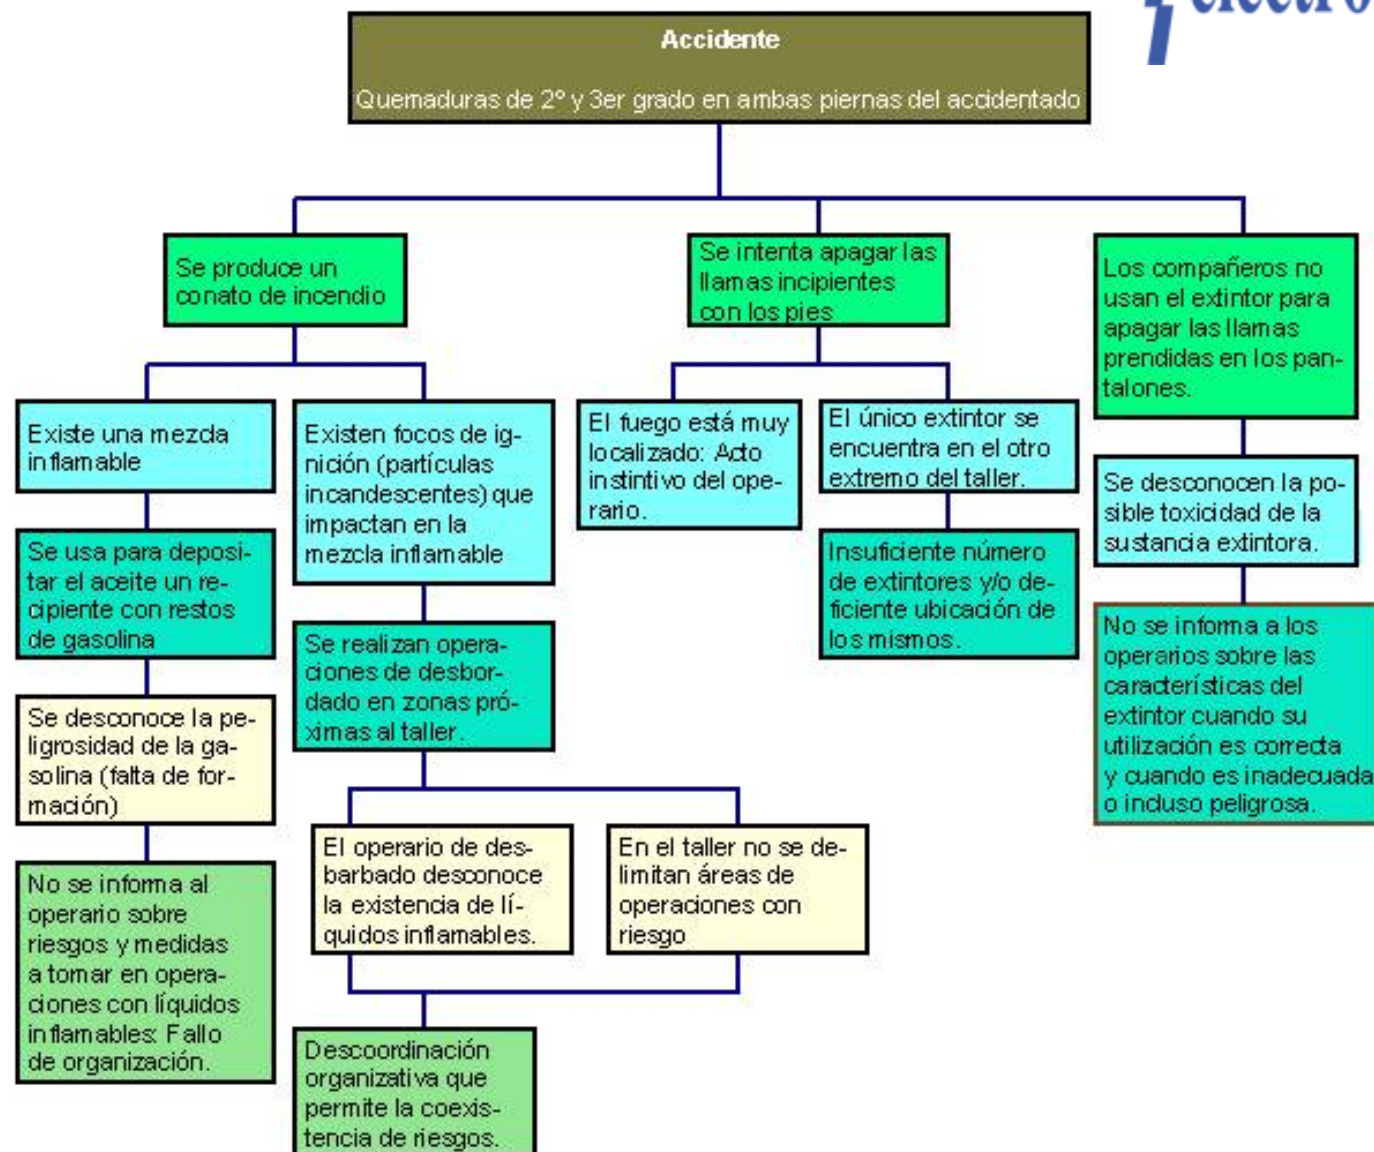 Accidente
Quemaduras de 2º y 3er grado en ambas piernas del accidentado
Se produce un
conato de incendio
Se intenta apagar las
llamas incipientes
con los pies
Los compañeros no
usan el extintor para
apagar las llamas
prendidas en los pan-
talones.
Existe una mezcla
inflamable
Existen focos de ig-
nición (partículas
incandescentes) que
impactan en la
mezcla inflamable
El fuego está muy
localizado: Acto
instintivo del ope-
rario.
El único extintor se
encuentra en el otro
extremo del taller.
Se desconocen la po-
sible toxicidad de la
sustancia extintora.
Se usa para deposi-
tar el aceite un re-
cipiente con restos
de gasolina
Se realizan opera-
ciones de desbor-
dado en zonas pró-
ximas al taller.
Insuficiente número
de extintores y/o de-
ficiente ubicación de
los mismos.
No se informa a los
operarios sobre las
características del
extintor cuando su
utilización es correcta
y cuando es inadecuada
o incluso peligrosa.
Se desconoce la pe-
ligrosidad de la ga-
solina (falta de for-
mación)
El operario de des-
barbado desconoce
la existencia de lí-
quidos inflamables.
En el taller no se de-
limitan áreas de
operaciones con
riesgo
No se informa al
operario sobre
riesgos y medidas
a tomar en opera-
ciones con líquidos
inflamables: Fallo
de organización.
Descoordinación
organizativa que
permite la coexis-
tencia de riesgos.